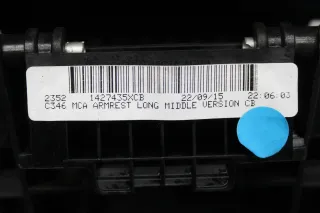 2352 1427435XCB 22/09/15 22:06:03
C346 MCA ARMREST LONG MIDDLE VERSION CB